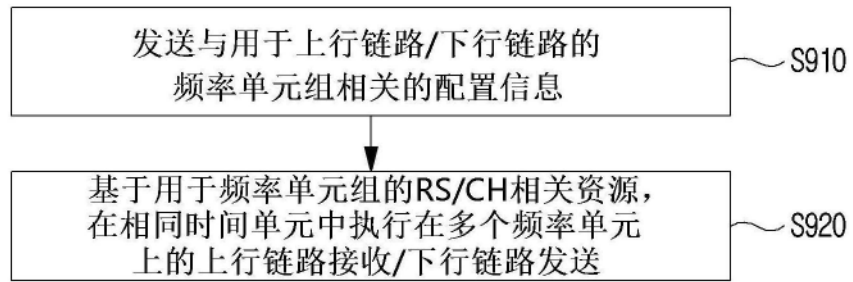 发送与用于上行链路/下行链路的
频率单元组相关的配置信息
S910
基于用于频率单元组的RS/CH相关资源，
在相同时间单元中执行在多个频率单元
上的上行链路接收/下行链路发送
S920